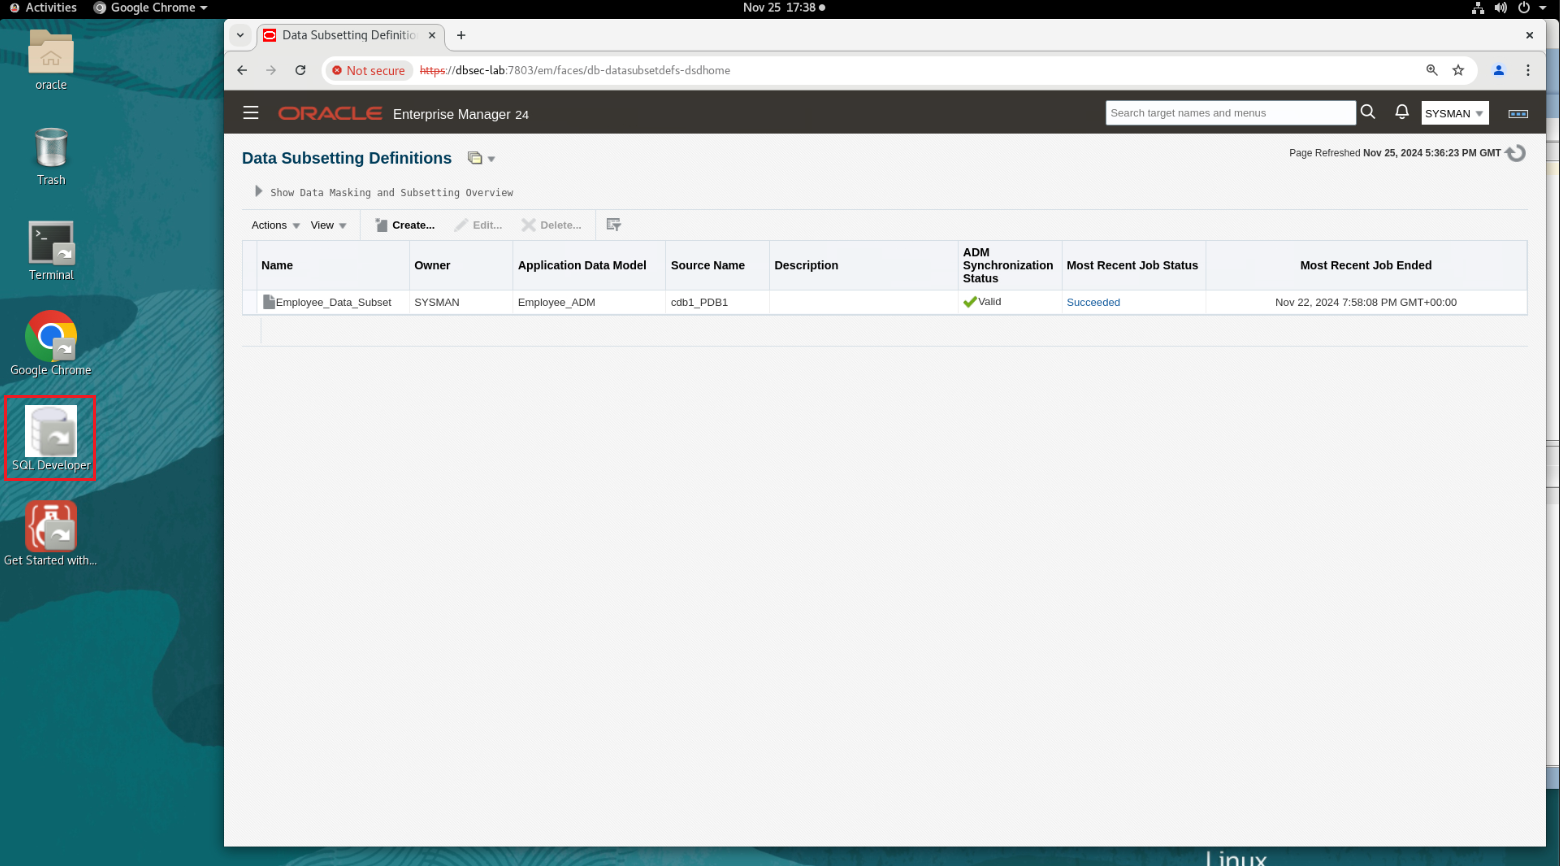 Activities Google Chrome Nov 25 17:38
oracle
Trash
Terminal
Google Chrome
SQL Developer
Get Started with...
Data Subsetting Definitio
Not secure https://dbsec-lab:7803/em/faces/db-datasubsetdefs-dsdhome
ORACLE Enterprise Manager 24 Search target names and menus SYSMAN
Data Subsetting Definitions Page Refreshed Nov 25, 2024 5:36:23 PM GMT
Show Data Masking and Subsetting Overview
Actions View Create... Edit... Delete...
Name Owner Application Data Model Source Name Description ADM Synchronization Status Most Recent Job Status Most Recent Job Ended
Employee_Data_Subset SYSMAN Employee_ADM cdb1_PDB1 Valid Succeeded Nov 22, 2024 7:58:08 PM GMT+00:00
Linux